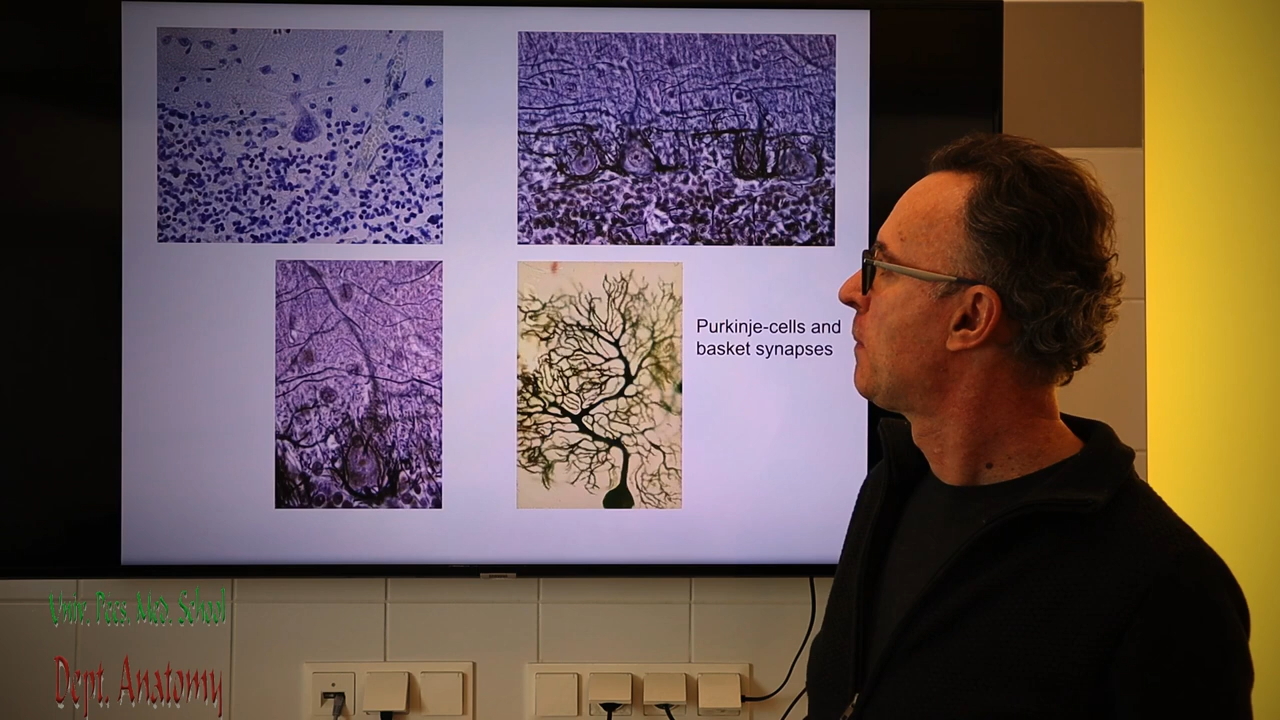 Purkinje-cells and
basket synapses
Univ. Pecs. Med. School
Dept. Anatomy